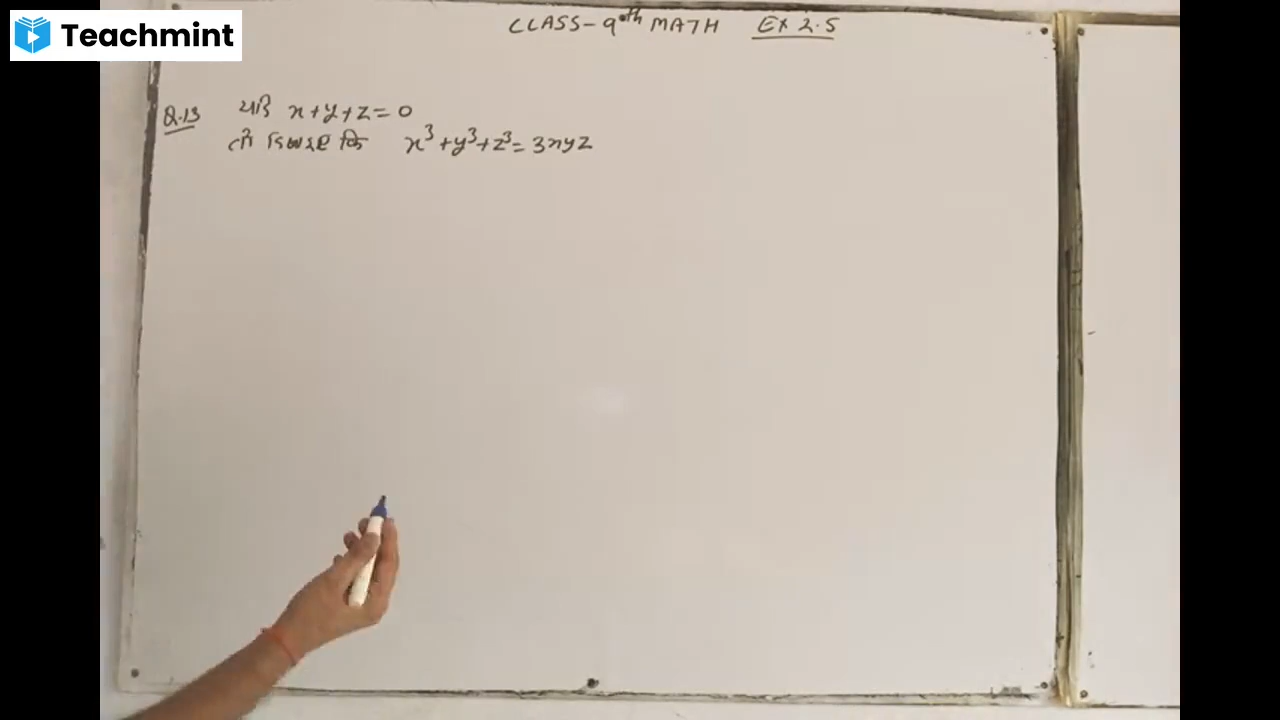 Teachmint
CLASS-9th MATH EX 2.5
Q.13 यदि x+y+z=0
तो दिखाइए कि x³+y³+z³=3xyz